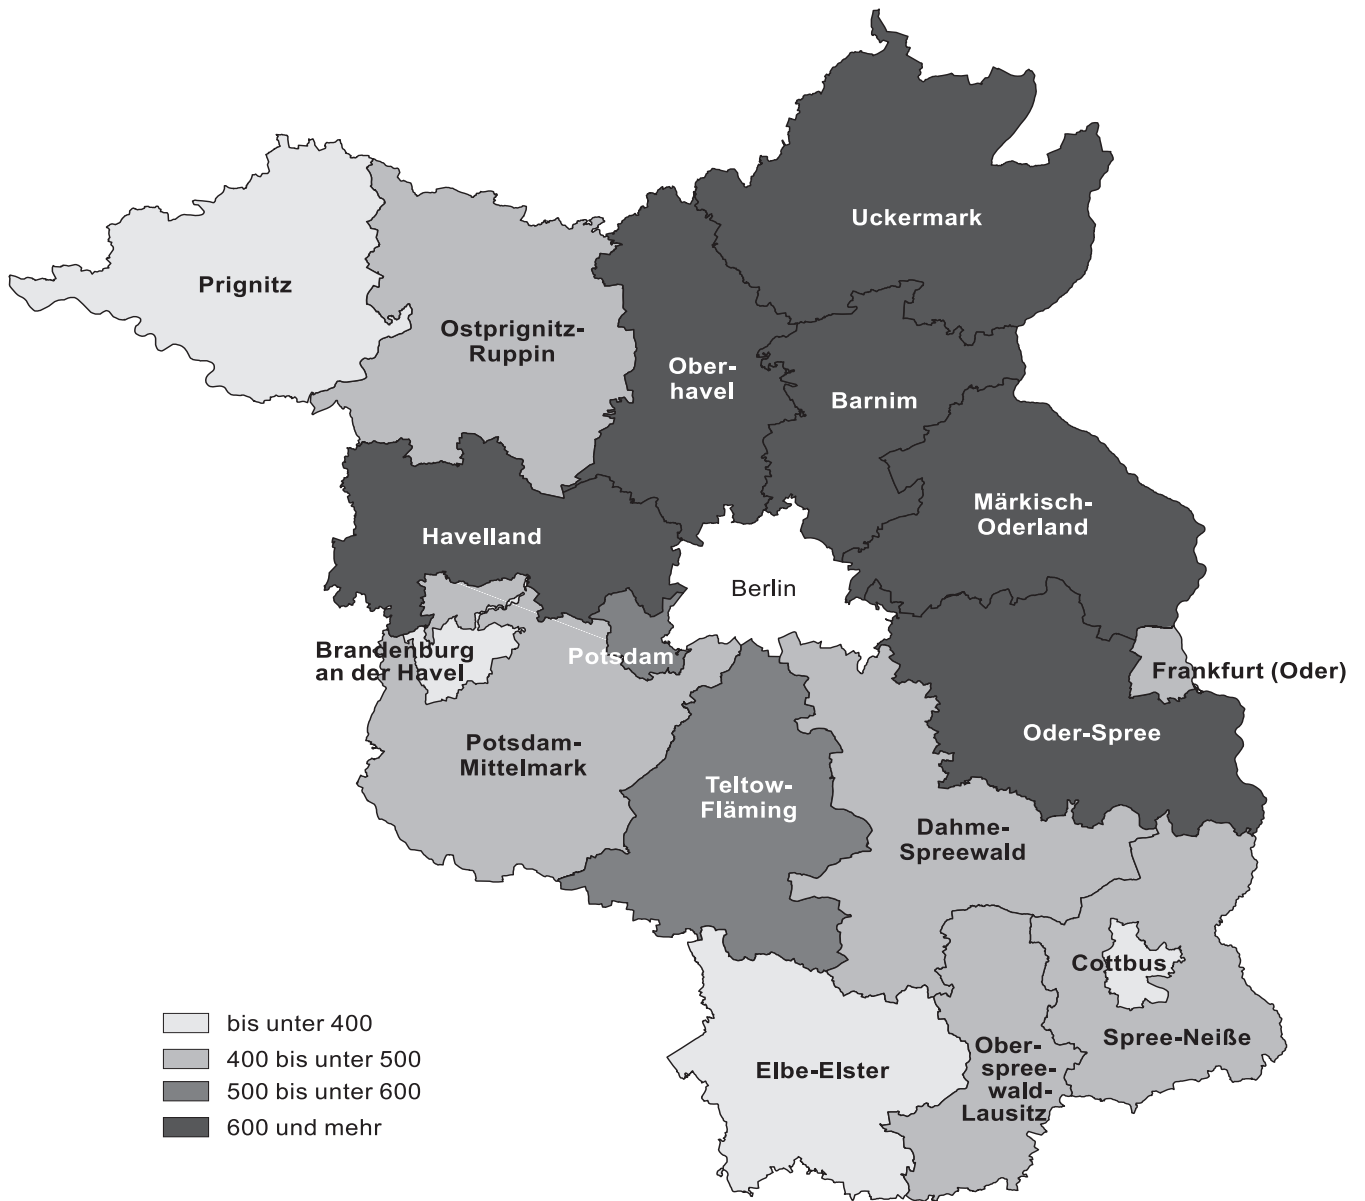 Uckermark
Prignitz
Ostprignitz-
Ruppin
Ober-
havel
Barnim
Märkisch-
Oderland
Havelland
Berlin
Brandenburg
an der Havel
Potsdam
Frankfurt (Oder)
Oder-Spree
Potsdam-
Mittelmark
Teltow-
Fläming
Dahme-
Spreewald
Cottbus
Spree-Neiße
Elbe-Elster
Ober-
spree-
wald-
Lausitz
bis unter 400
400 bis unter 500
500 bis unter 600
600 und mehr